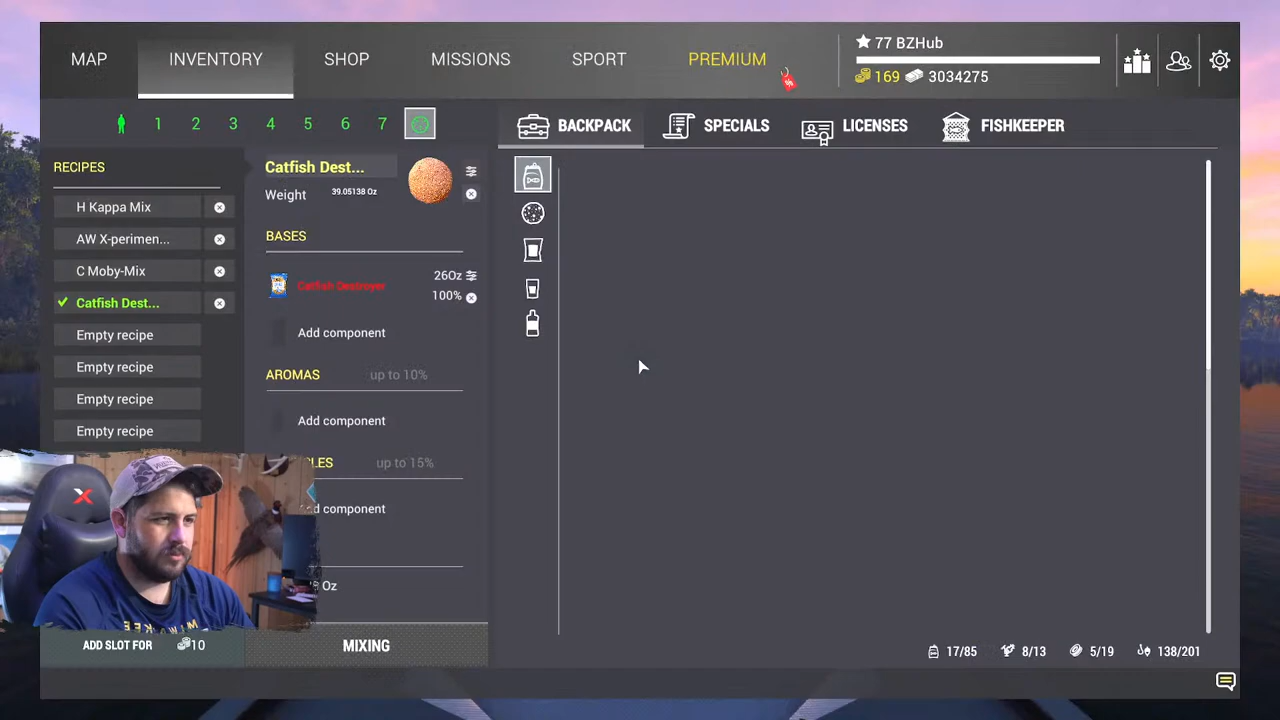 MAP INVENTORY SHOP MISSIONS SPORT PREMIUM
77 BZHub
169 3034275
1 2 3 4 5 6 7
BACKPACK SPECIALS LICENSES FISHKEEPER
RECIPES
H Kappa Mix
AW X-perimen...
C Moby-Mix
Catfish Dest...
Empty recipe
Empty recipe
Empty recipe
Empty recipe
ADD SLOT FOR 10
Catfish Dest...
Weight 39.05138 Oz
BASES
Catfish Destroyer 26Oz
100%
Add component
AROMAS up to 10%
Add component
up to 15%
component
Oz
MIXING
17/85 8/13 5/19 138/201